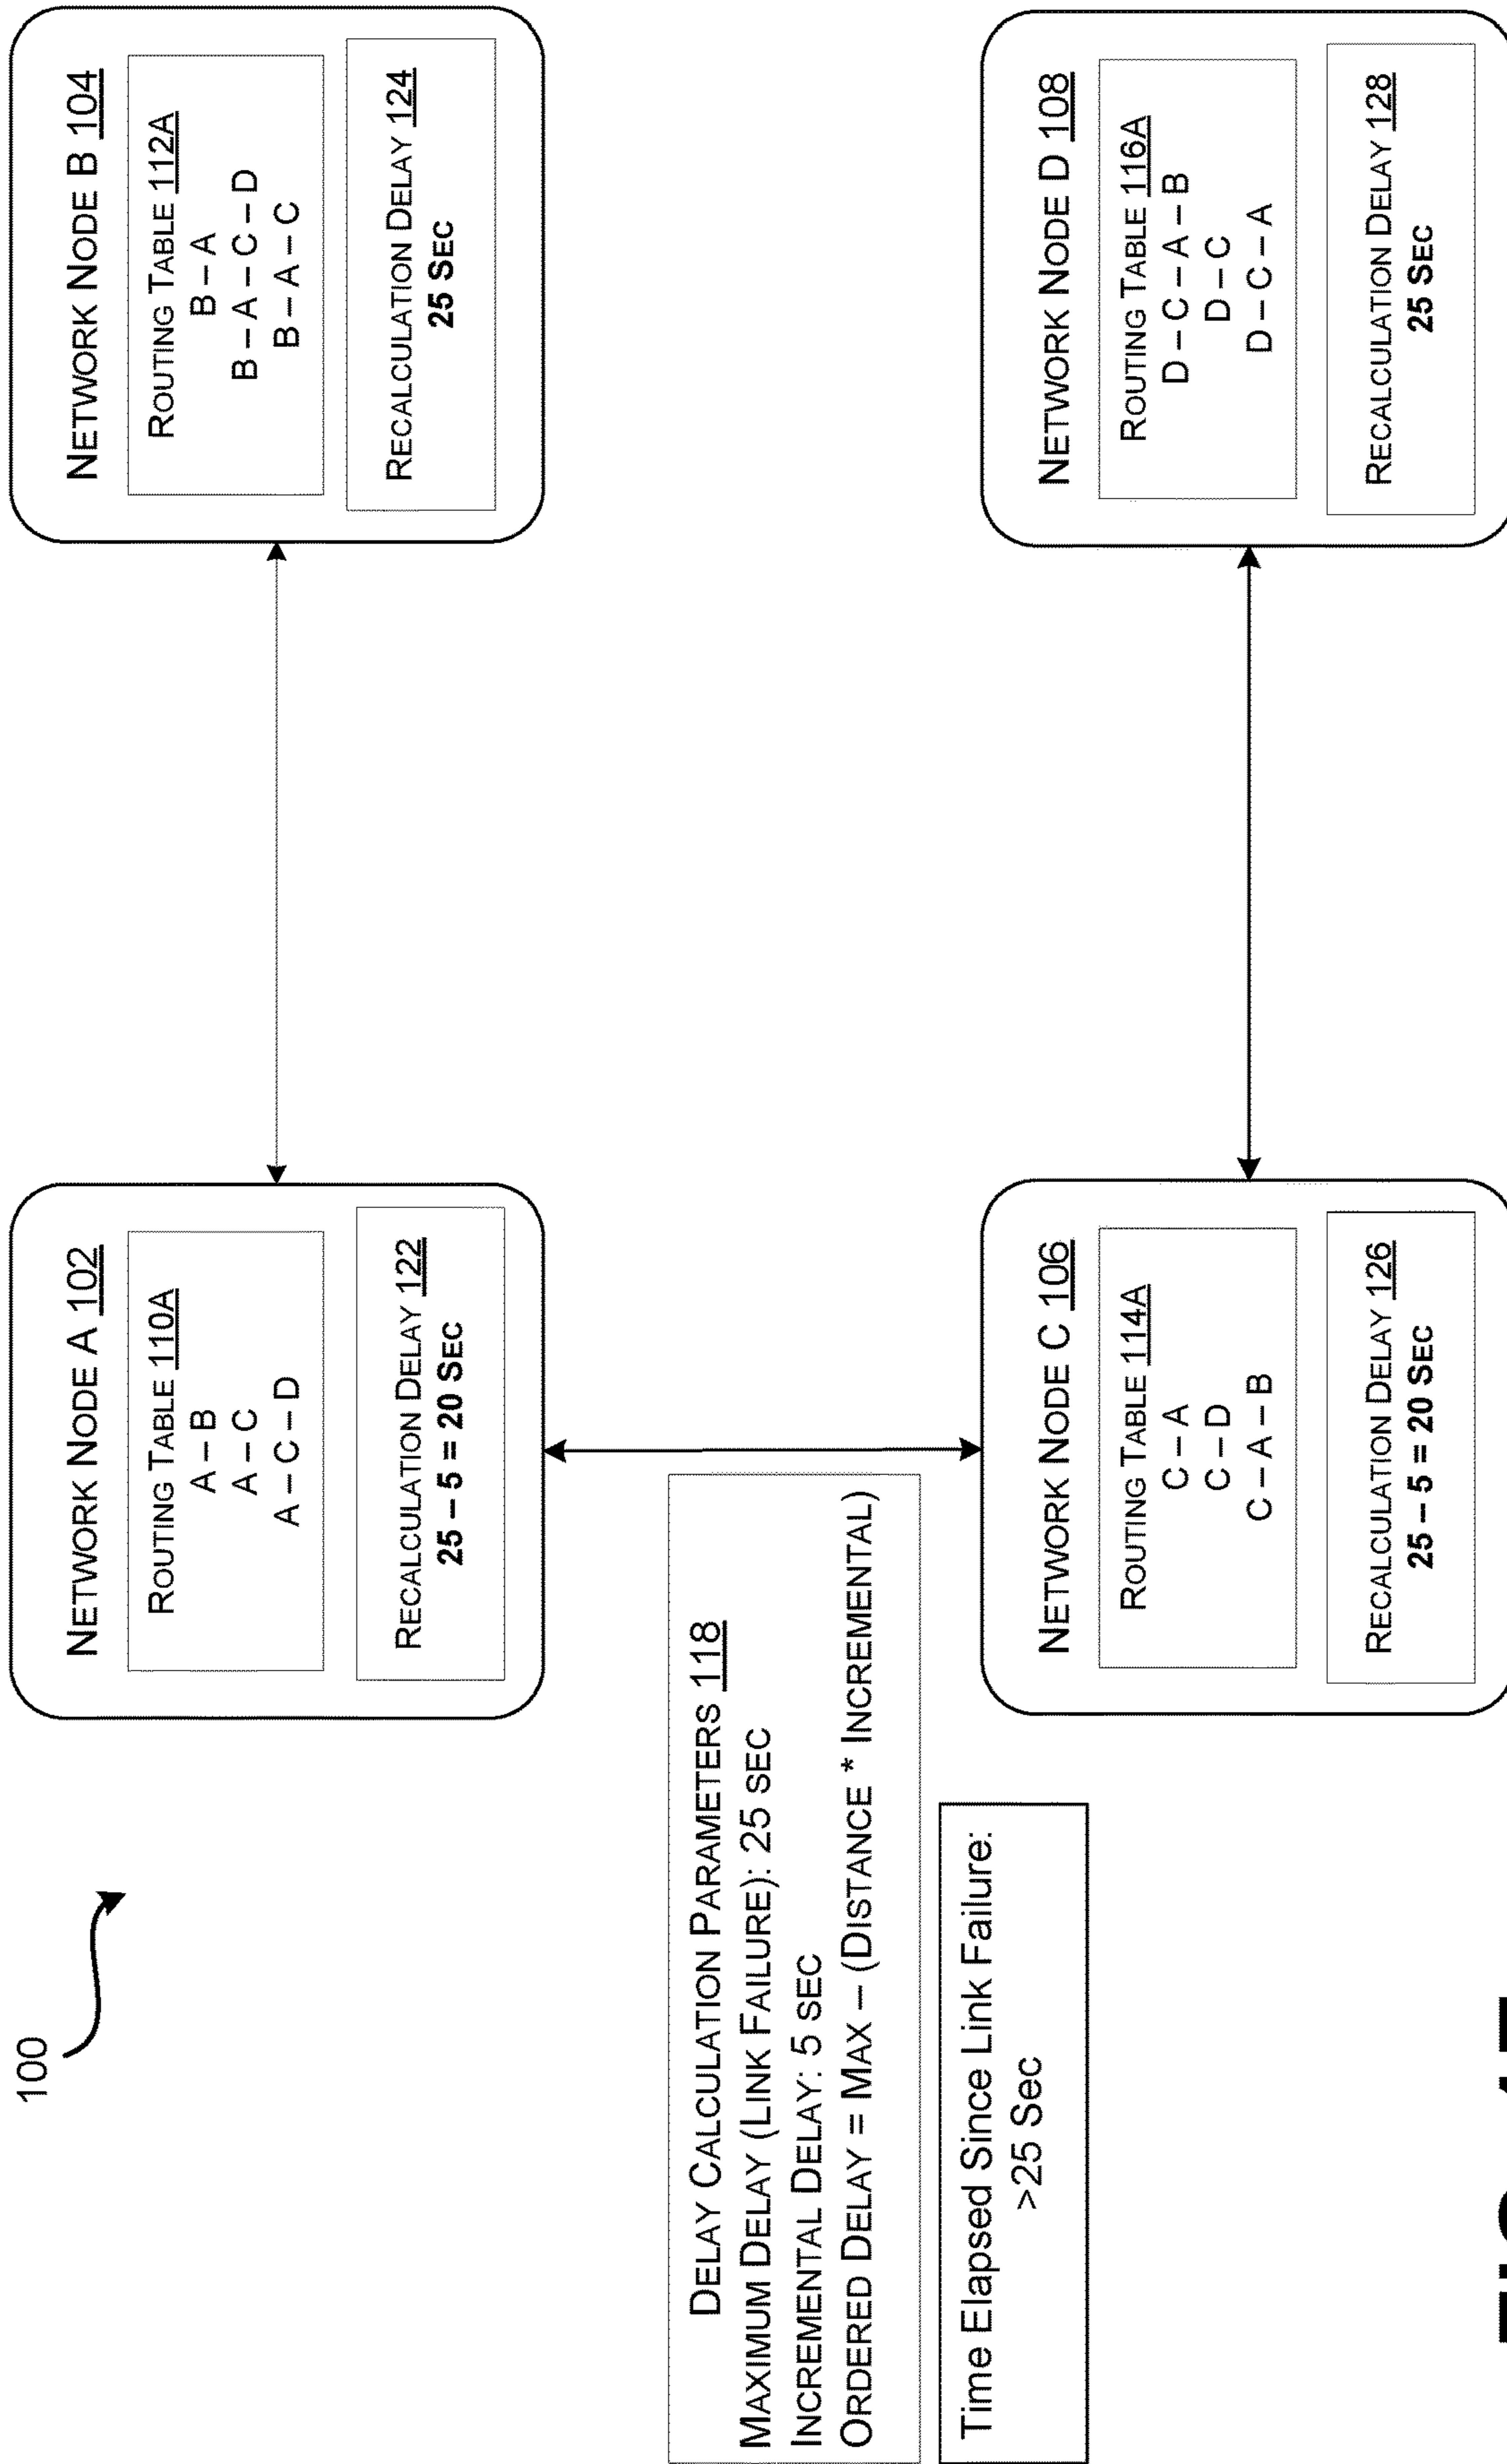 100
NETWORK NODE A 102
ROUTING TABLE 110A
A – B
A – C
A – C – D
RECALCULATION DELAY 122
25 – 5 = 20 SEC
NETWORK NODE B 104
ROUTING TABLE 112A
B – A
B – A – C – D
B – A – C
RECALCULATION DELAY 124
25 SEC
DELAY CALCULATION PARAMETERS 118
MAXIMUM DELAY (LINK FAILURE): 25 SEC
INCREMENTAL DELAY: 5 SEC
ORDERED DELAY = MAX – (DISTANCE * INCREMENTAL)
Time Elapsed Since Link Failure:
>25 Sec
NETWORK NODE C 106
ROUTING TABLE 114A
C – A
C – D
C – A – B
RECALCULATION DELAY 126
25 – 5 = 20 SEC
NETWORK NODE D 108
ROUTING TABLE 116A
D – C – A – B
D – C
D – C – A
RECALCULATION DELAY 128
25 SEC